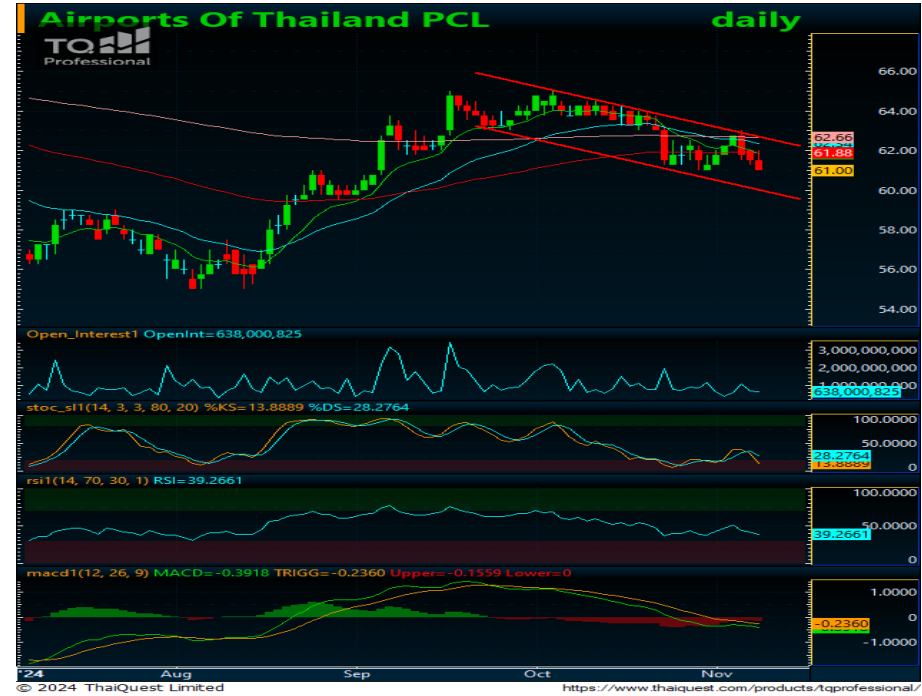 Airports Of Thailand PCL daily
TQ
Professional
66.00
64.00
62.66
62.00
61.88
61.00
60.00
58.00
56.00
54.00
Open_Interest1 OpenInt=638,000,825
3,000,000,000
2,000,000,000
638,000,825
stoc_sl1(14, 3, 3, 80, 20) %KS=13.8889 %DS=28.2764
100.0000
50.0000
28.2764
13.8889
0
rsi1(14, 70, 30, 1) RSI=39.2661
100.0000
50.0000
39.2661
0
macd1(12, 26, 9) MACD=-0.3918 TRIGG=-0.2360 Upper=-0.1559 Lower=0
1.0000
0
-0.2360
-1.0000
'24 Aug Sep Oct Nov
© 2024 ThaiQuest Limited https://www.thaiquest.com/products/tqprofessional/